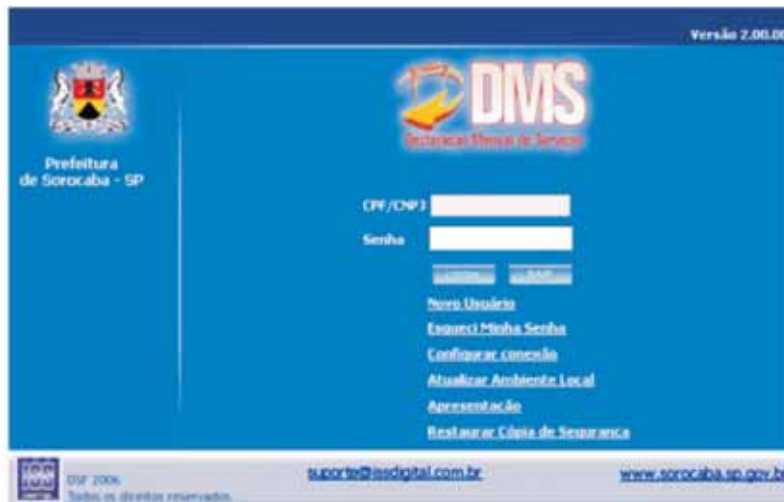 Versão 2.00.00
DMS
Declaração Mensal de Serviços
Prefeitura
de Sorocaba - SP
CPF/CNPJ
Senha
Novo Usuário
Esqueci Minha Senha
Configurar conexão
Atualizar Ambiente Local
Apresentação
Restaurar Cópia de Segurança
ISS
DSF 2006
Todos os direitos reservados.
suporte@issdigital.com.br
www.sorocaba.sp.gov.b